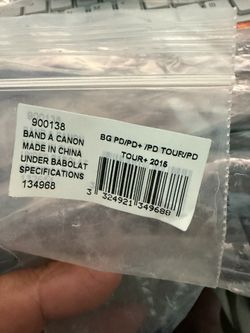 900138
BAND A CANON
MADE IN CHINA
UNDER BABOLAT
SPECIFICATIONS
134968
BG PD/PD+ /PD TOUR/PD
TOUR+ 2015
3 324921 349688